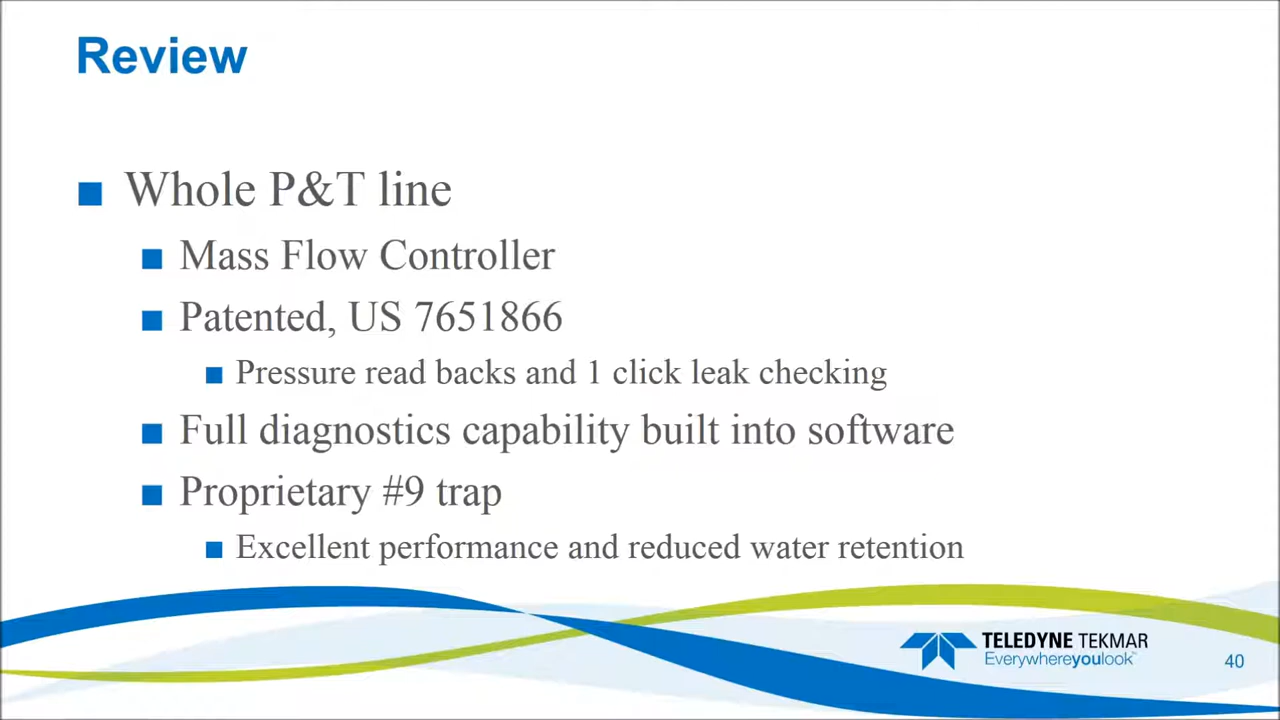 Review
Whole P&T line
Mass Flow Controller
Patented, US 7651866
Pressure read backs and 1 click leak checking
Full diagnostics capability built into software
Proprietary #9 trap
Excellent performance and reduced water retention
TELEDYNE TEKMAR
Everywhereyoulook™
40